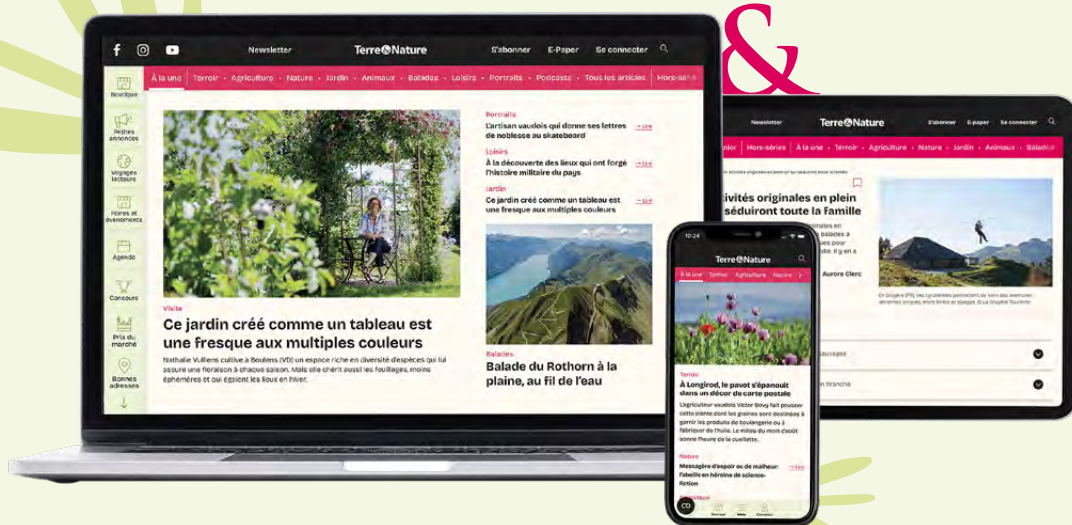 &
Newsletter
Terre&Nature
S'abonner E-Paper Se connecter
À la une Terroir • Agriculture • Nature • Jardin • Animaux • Balades • Loisirs • Portraits • Podcasts • Tous les articles Hors-séries
Boutique
Petites
annonces
Voyages
lecteurs
Foires et
événements
Agenda
Concours
Prix du
marché
Bonnes
adresses
Visite
Ce jardin créé comme un tableau est
une fresque aux multiples couleurs
Nathalie Vulliens cultive à Boulens (VD) un espace riche en diversité d'espèces qui lui
assure une floraison à chaque saison. Mais elle chérit aussi les feuillages, moins
éphémères et qui égaient les lieux en hiver.
Portraits
L'artisan vaudois qui donne ses lettres
de noblesse au skateboard
→ Lire
Loisirs
À la découverte des lieux qui ont forgé
l'histoire militaire du pays
→ Lire
Jardin
Ce jardin créé comme un tableau est
une fresque aux multiples couleurs
→ Lire
Balades
Balade du Rothorn à la
plaine, au fil de l'eau
Newsletter
Terre&Nature
S'abonner E-paper Se connecter
Hors-séries À la une • Terroir • Agriculture • Nature • Jardin • Animaux • Balades
ivités originales en plein
séduiront toute la famille
Aurore Clerc
10:24
Terre&Nature
À la une Terroir Agriculture Nature
Terroir
À Longirod, le pavot s'épanouit
dans un décor de carte postale
L'agriculteur vaudois Victor Bovy fait pousser
cette plante dont les graines sont destinées à
garnir les produits de boulangerie ou à
fabriquer de l'huile. Le milieu du mois d'août
sonne l'heure de la cueillette.
Nature
Messagère d'espoir ou de malheur:
l'abeille en héroïne de science-
fiction
→ Lire